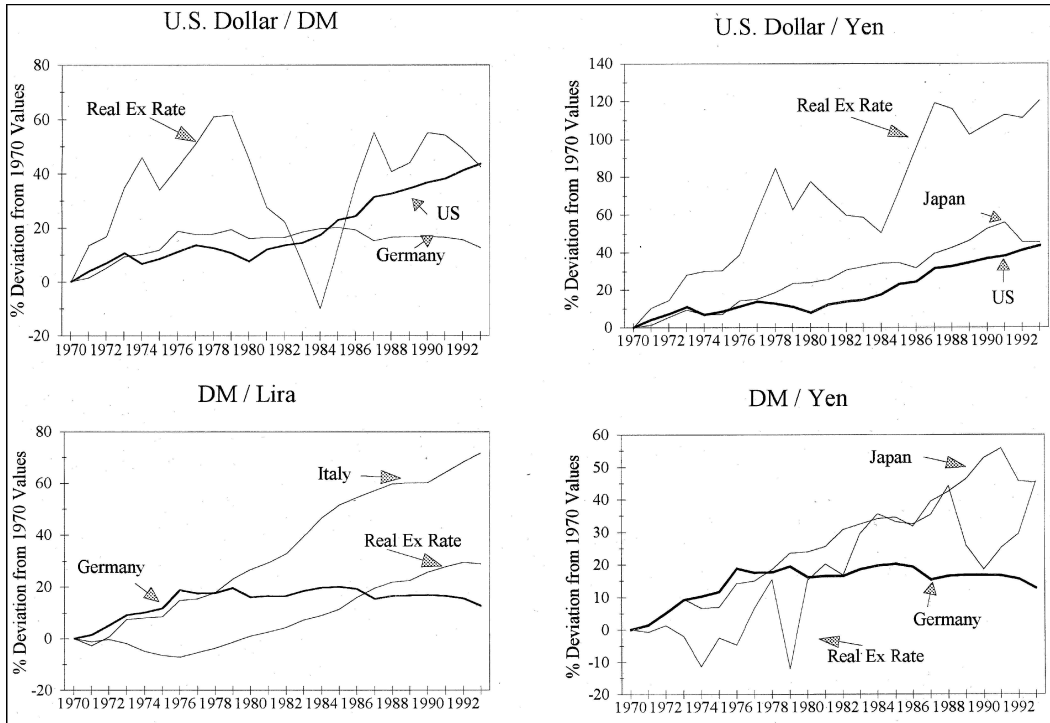 U.S. Dollar / DM
% Deviation from 1970 Values
80
60
40
20
0
-20
Real Ex Rate
US
Germany
1970 1972 1974 1976 1978 1980 1982 1984 1986 1988 1990 1992
U.S. Dollar / Yen
% Deviation from 1970 Values
140
120
100
80
60
40
20
0
-20
Real Ex Rate
Japan
US
1970 1972 1974 1976 1978 1980 1982 1984 1986 1988 1990 1992
DM / Lira
% Deviation from 1970 Values
80
60
40
20
0
-20
Italy
Real Ex Rate
Germany
1970 1972 1974 1976 1978 1980 1982 1984 1986 1988 1990 1992
DM / Yen
% Deviation from 1970 Values
60
50
40
30
20
10
0
-10
-20
Japan
Germany
Real Ex Rate
1970 1972 1974 1976 1978 1980 1982 1984 1986 1988 1990 1992